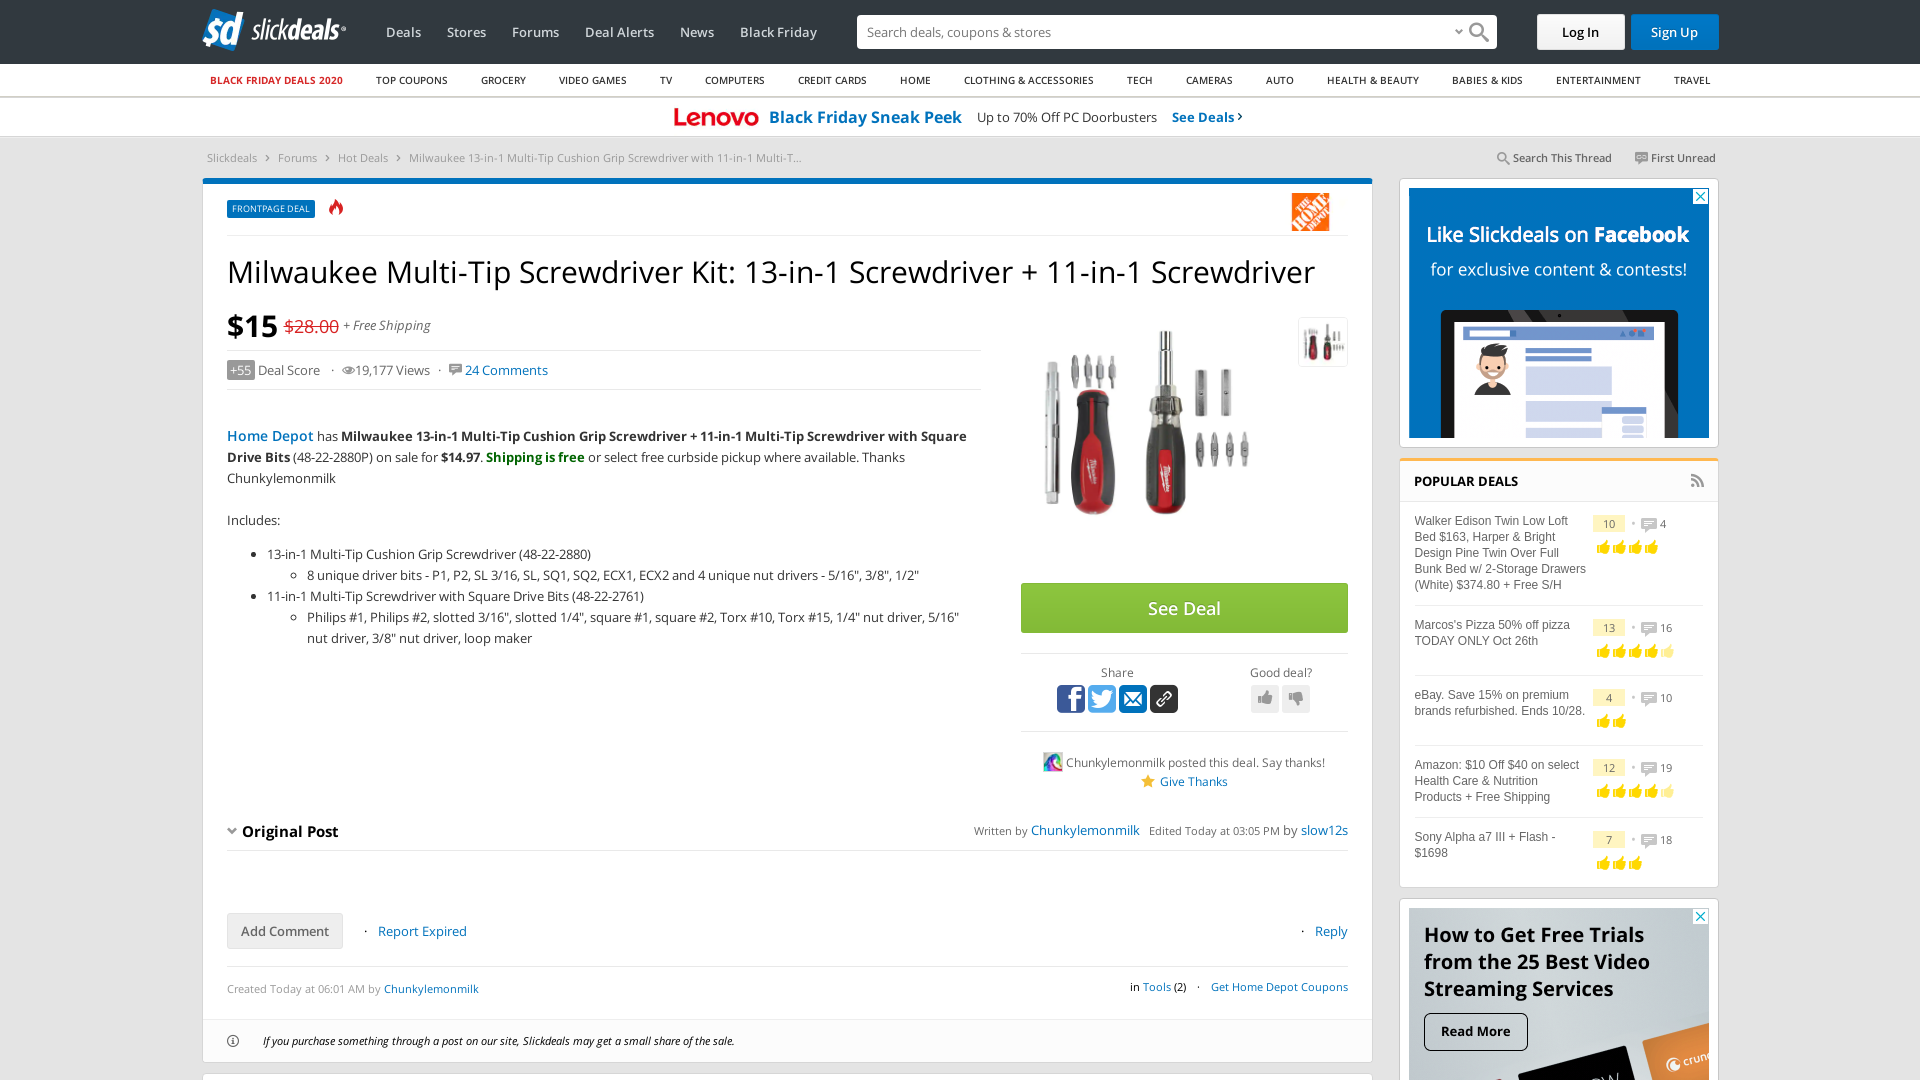 slickdeals
Deals
Stores
Forums
Deal Alerts
News
Black Friday
Search deals, coupons & shops
Log In
Sign Up
BLACK FRIDAY DEALS 2020
TOP COUPONS
GROCERY
VIDEO GAMES
TV
COMPUTERS
CREDIT CARDS
HOME
CLOTHING & ACCESSORIES
TECH
CAMERAS
AUTO
HEALTH & BEAUTY
BABIES & KIDS
ENTERTAINMENT
TRAVEL
Lenovo Black Friday Sneak Peek Up to 70% Off PC Doorbusters See Deals ›
Slickdeals › Forums › Hot Deals › Milwaukee 13-in-1 Multi-Tip Cushion Grip Screwdriver with 11-in-1 Multi-T...
Search This Thread
First Unread
FRONTPAGE DEAL
THE HOME DEPOT
Milwaukee Multi-Tip Screwdriver Kit: 13-in-1 Screwdriver + 11-in-1 Screwdriver
$15 $28.00 + Free Shipping
+55 Deal Score · 19,177 Views · 24 Comments
Home Depot has Milwaukee 13-in-1 Multi-Tip Cushion Grip Screwdriver + 11-in-1 Multi-Tip Screwdriver with Square
Drive Bits (48-22-2880P) on sale for $14.97. Shipping is free or select free curbside pickup where available. Thanks
Chunkylemonmilk
Includes:
13-in-1 Multi-Tip Cushion Grip Screwdriver (48-22-2880)
8 unique driver bits - P1, P2, SL 3/16, SL, SQ1, SQ2, ECX1, ECX2 and 4 unique nut drivers - 5/16", 3/8", 1/2"
11-in-1 Multi-Tip Screwdriver with Square Drive Bits (48-22-2761)
Philips #1, Philips #2, slotted 3/16", slotted 1/4", square #1, square #2, Torx #10, Torx #15, 1/4" nut driver, 5/16"
nut driver, 3/8" nut driver, loop maker
See Deal
Share
Good deal?
Chunkylemonmilk posted this deal. Say thanks!
Give Thanks
Original Post
Written by Chunkylemonmilk Edited Today at 03:05 PM by slow12s
Add Comment
· Report Expired
· Reply
Created Today at 06:01 AM by Chunkylemonmilk
in Tools (2) · Get Home Depot Coupons
If you purchase something through a post on our site, Slickdeals may get a small share of the sale.
Like Slickdeals on Facebook
for exclusive content & contests!
POPULAR DEALS
Walker Edison Twin Low Loft
Bed $163, Harper & Bright
Design Pine Twin Over Full
Bunk Bed w/ 2-Storage Drawers
(White) $374.80 + Free S/H
10 • 4
Marcos's Pizza 50% off pizza
TODAY ONLY Oct 26th
13 • 16
eBay. Save 15% on premium
brands refurbished. Ends 10/28.
4 • 10
Amazon: $10 Off $40 on select
Health Care & Nutrition
Products + Free Shipping
12 • 19
Sony Alpha a7 III + Flash -
$1698
7 • 18
How to Get Free Trials
from the 25 Best Video
Streaming Services
Read More